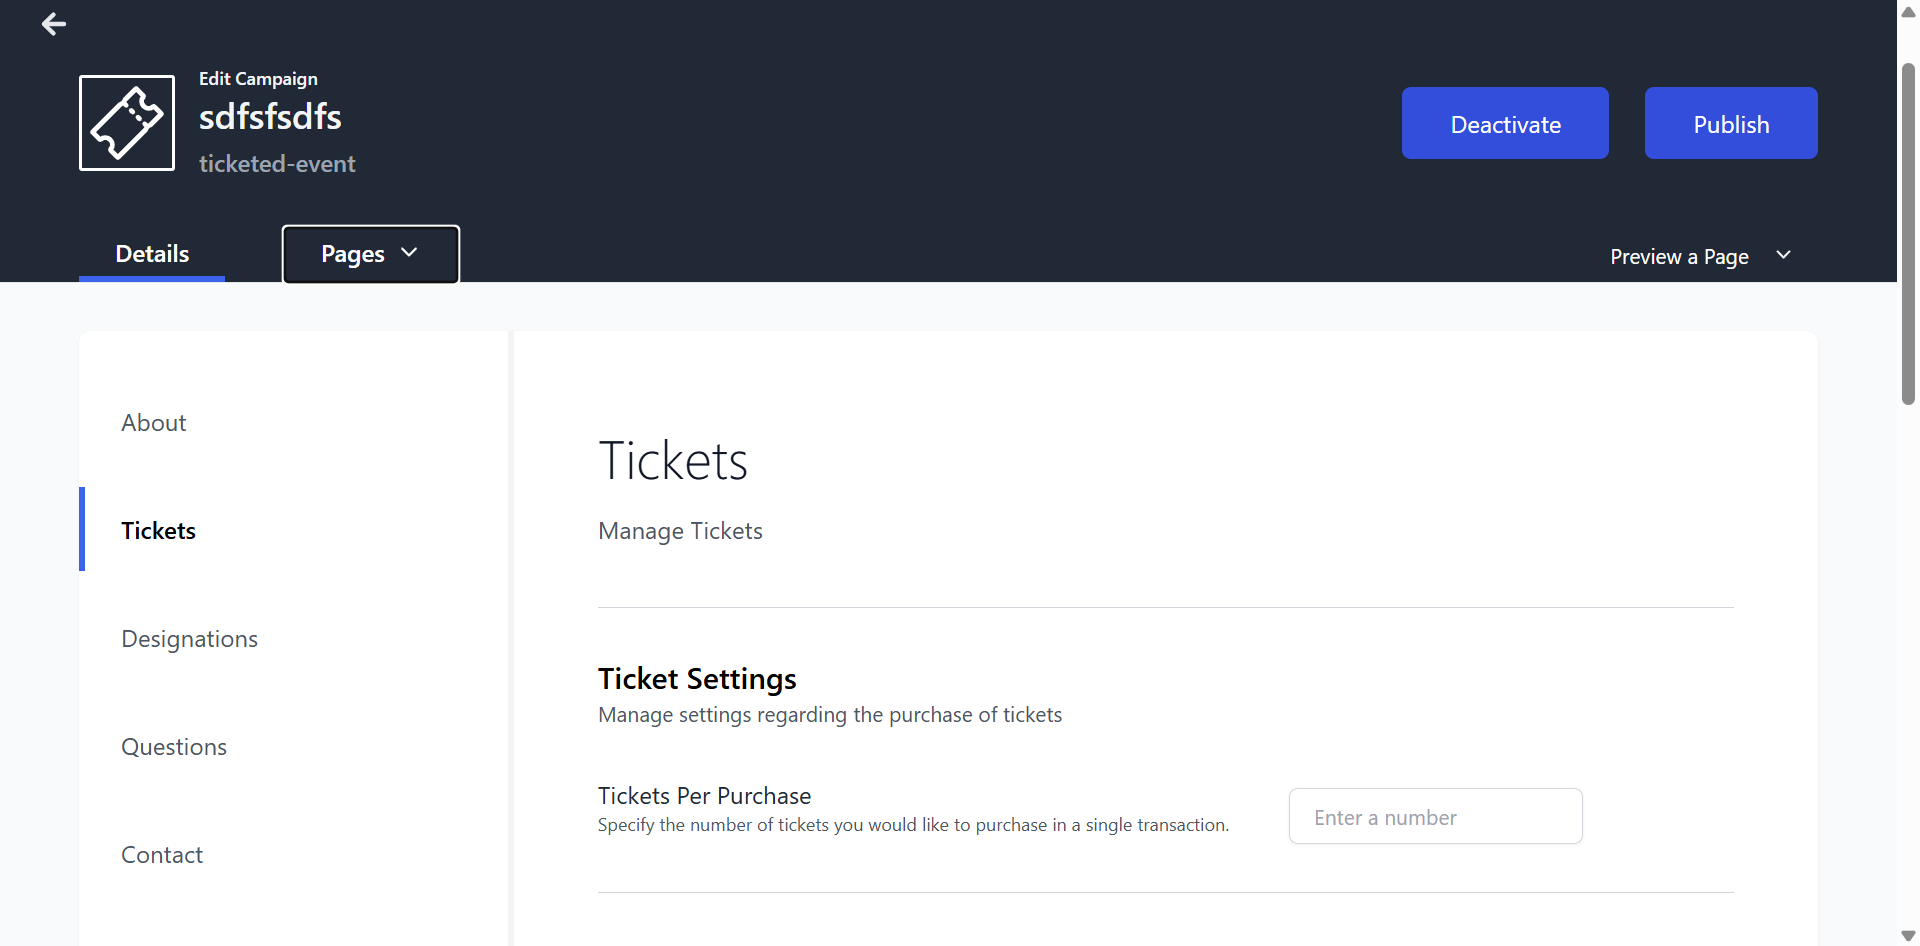 Edit Campaign
sdfsfsdfs
ticketed-event
Deactivate
Publish
Details
Pages
Preview a Page
About
Tickets
Designations
Questions
Contact
Tickets
Manage Tickets
Ticket Settings
Manage settings regarding the purchase of tickets
Tickets Per Purchase
Specify the number of tickets you would like to purchase in a single transaction.
Enter a number